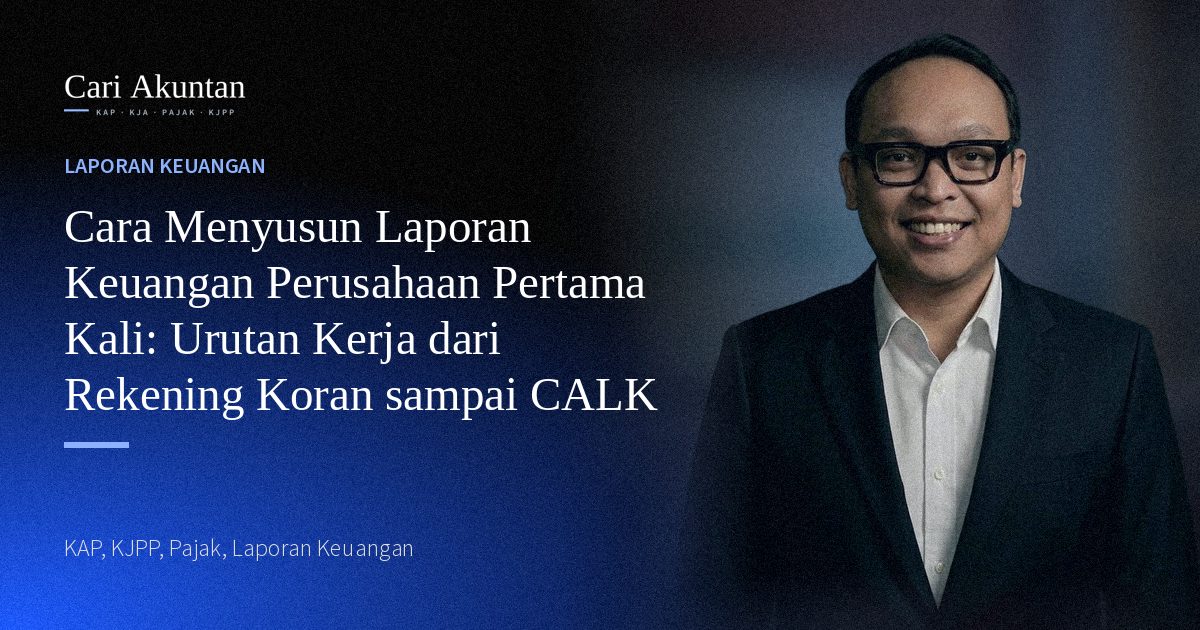 Cari Akuntan
KAP · KJA · PAJAK · KJPP
LAPORAN KEUANGAN
Cara Menyusun Laporan
Keuangan Perusahaan Pertama
Kali: Urutan Kerja dari
Rekening Koran sampai CALK
KAP, KJPP, Pajak, Laporan Keuangan